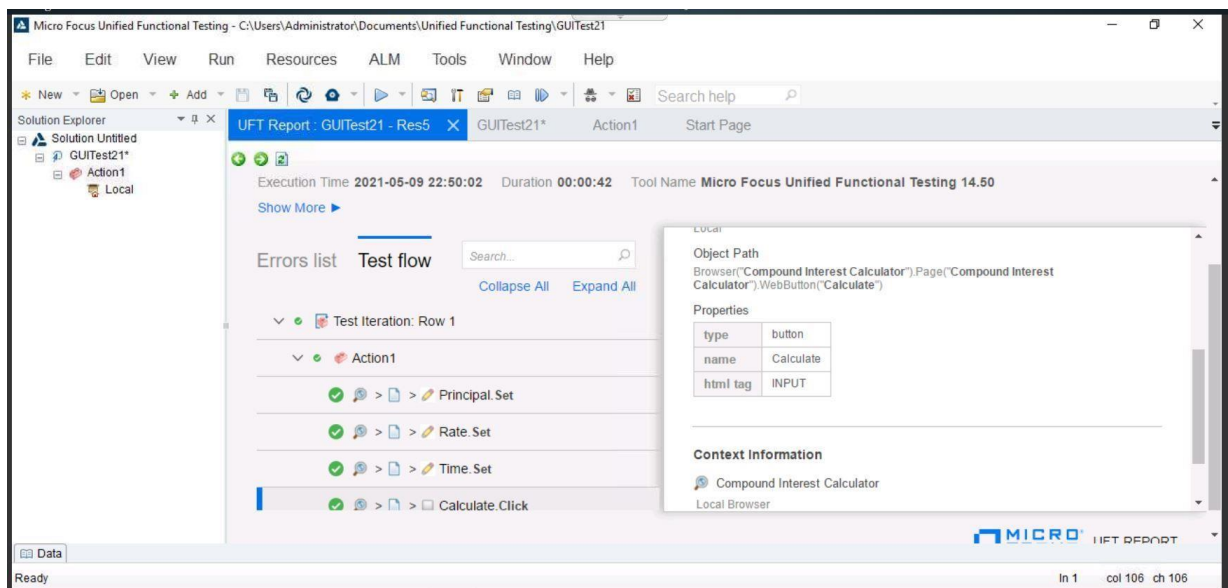 Micro Focus Unified Functional Testing - C:\Users\Administrator\Documents\Unified Functional Testing\GUITest21
File Edit View Run Resources ALM Tools Window Help
New Open Add Search help
Solution Explorer
Solution Untitled
GUITest21*
Action1
Local
UFT Report : GUITest21 - Res5 X GUITest21* Action1 Start Page
Execution Time 2021-05-09 22:50:02 Duration 00:00:42 Tool Name Micro Focus Unified Functional Testing 14.50
Show More ▶
Errors list Test flow Search...
Collapse All Expand All
Test Iteration: Row 1
Action1
> > Principal.Set
> > Rate.Set
> > Time.Set
> > Calculate.Click
Local
Object Path
Browser("Compound Interest Calculator").Page("Compound Interest
Calculator").WebButton("Calculate")
Properties
type button
name Calculate
html tag INPUT
Context Information
Compound Interest Calculator
Local Browser
MICRO UFT REPORT
Data
Ready ln 1 col 106 ch 106